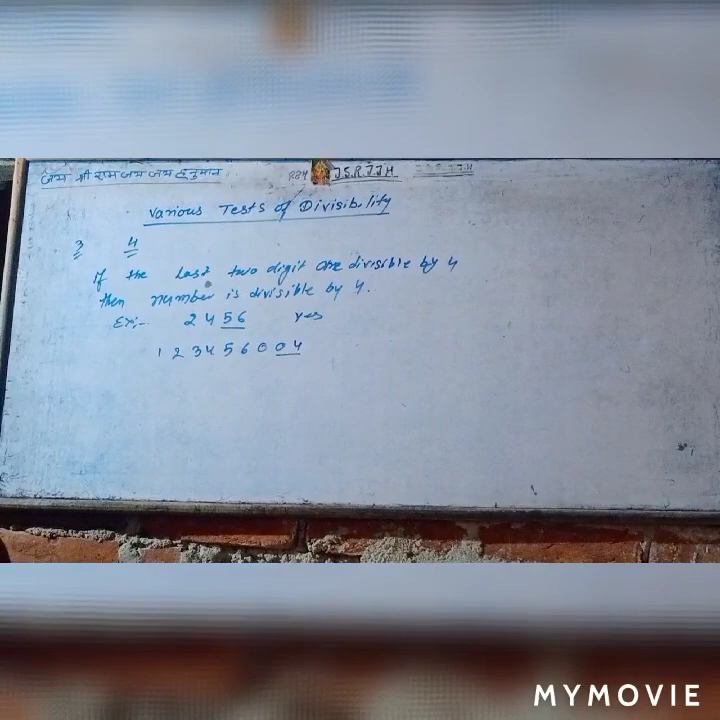 जय श्री राम जय जय हनुमान
J.S.R.J.J.H
Various Tests of Divisibility
3 4
If the last two digit are divisible by 4
then number is divisible by 4.
Ex:- 2456 yes
123456004
MYMOVIE